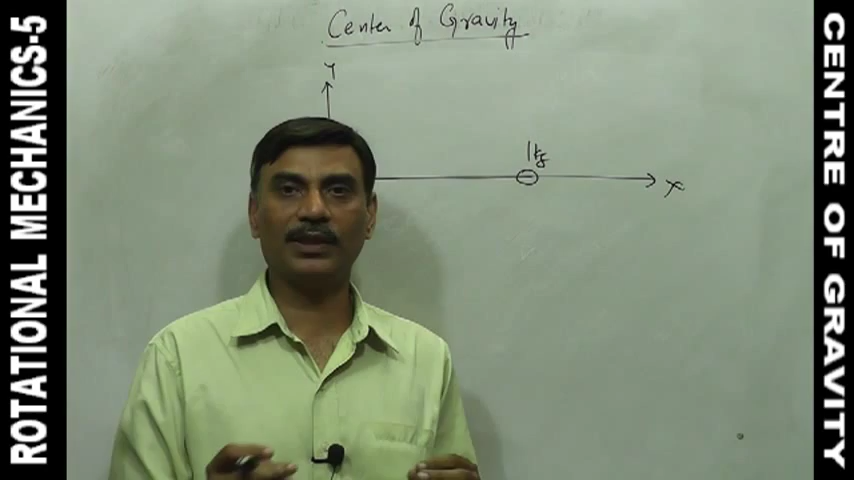 ROTATIONAL MECHANICS-5
Center of Gravity
Y
1kg
X
CENTRE OF GRAVITY